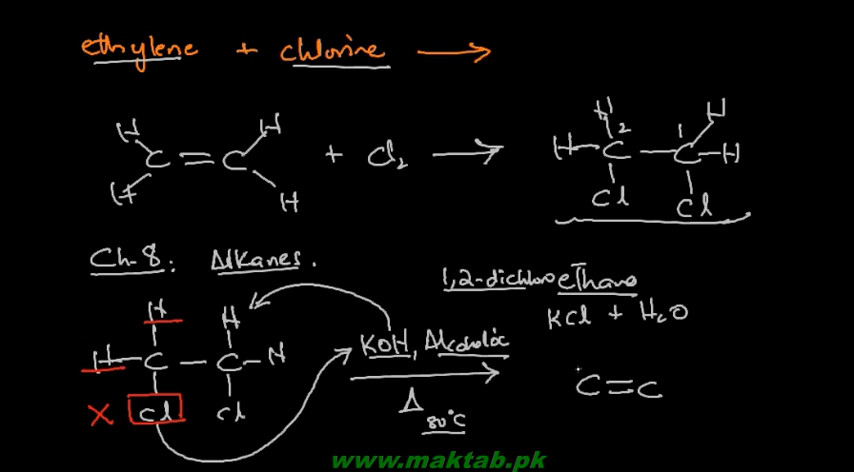 ethylene + chlorine →
H H H H
C = C + Cl₂ → H - C 2 - C 1 - H
H H Cl Cl
Ch-8: Alkanes.
1,2-dichloroethane
KCl + H₂O
H H
H - C - C - H KOH, Alcoholic C = C
X Cl Cl Δ 80°C
www.maktab.pk